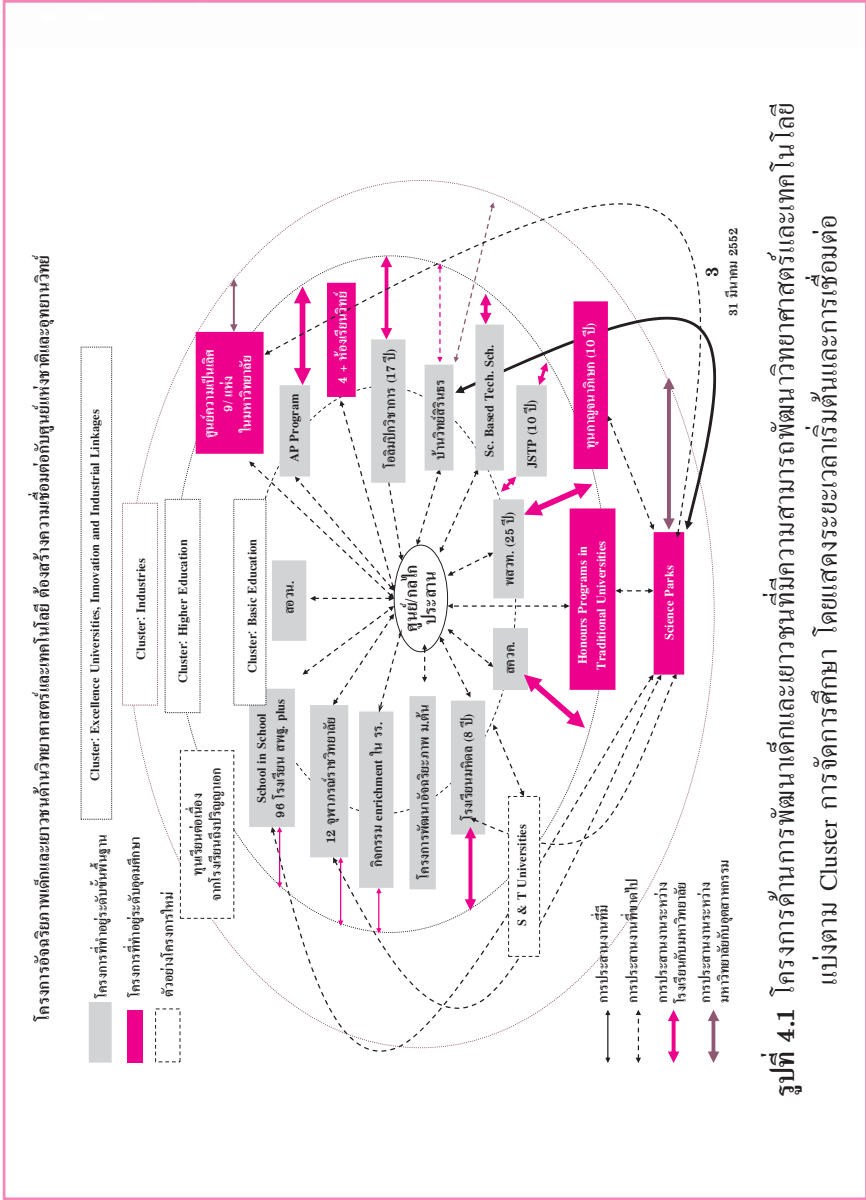 โครงการอัจฉริยภาพเด็กและเยาวชนด้านวิทยาศาสตร์และเทคโนโลยี ต้องสร้างความเชื่อมต่อกับศูนย์แห่งชาติและอุทยานวิทย์
Cluster: Excellence Universities, Innovation and Industrial Linkages
Cluster: Industries
Cluster: Higher Education
Cluster: Basic Education
โครงการที่ทำอยู่ระดับขั้นพื้นฐาน
โครงการที่ทำอยู่ระดับอุดมศึกษา
ตัวอย่างโครงการใหม่
ทุนเรียนต่อเนื่อง
จากโรงเรียนถึงปริญญาเอก
School in School
96 โรงเรียน สพฐ. plus
12 จุฬาภรณ์ราชวิทยาลัย
กิจกรรม enrichment ใน รร.
โครงการพัฒนาอัจฉริยะภาพ ม.ต้น
โรงเรียนมหิดล (8 ปี)
S & T Universities
สอวน.
ศูนย์/กลไก
ประสาน
สควค.
พสวท. (25 ปี)
ศูนย์ความเป็นเลิศ
9/ แห่ง
ในมหาวิทยาลัย
AP Program
4 + ห้องเรียนวิทย์
โอลิมปิกวิชาการ (17 ปี)
บ้านวิทย์สิรินธร
Sc. Based Tech. Sch.
JSTP (10 ปี)
ทุนกาญจนาภิเษก (10 ปี)
Honours Programs in
Traditional Universities
Science Parks
การประสานงานที่มี
การประสานงานที่ขาดไป
การประสานงานระหว่าง
โรงเรียนกับมหาวิทยาลัย
การประสานงานระหว่าง
มหาวิทยาลัยกับอุตสาหกรรม
3
31 มีนาคม 2552
รูปที่ 4.1 โครงการด้านการพัฒนาเด็กและเยาวชนที่มีความสามารถพัฒนาวิทยาศาสตร์และเทคโนโลยี
แบ่งตาม Cluster การจัดการศึกษา โดยแสดงระยะเวลาเริ่มต้นและการเชื่อมต่อ